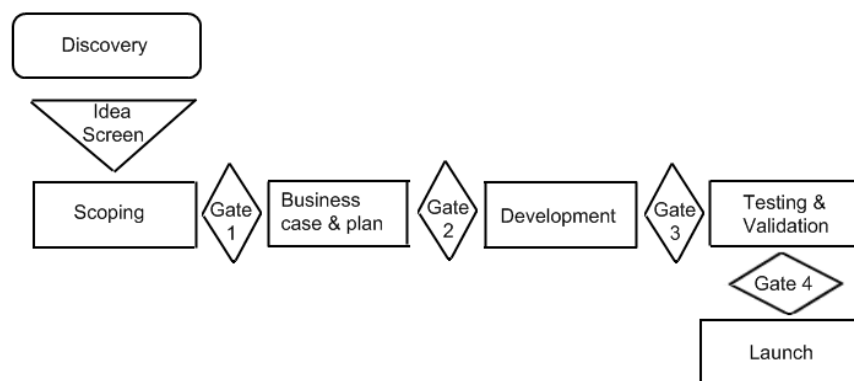 Discovery
Idea
Screen
Scoping
Gate
1
Business
case & plan
Gate
2
Development
Gate
3
Testing &
Validation
Gate 4
Launch